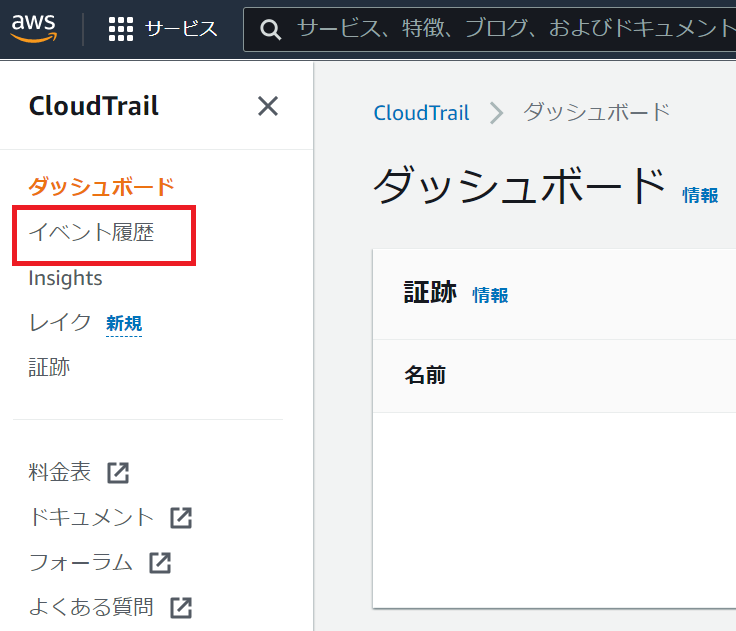 aws サービス サービス、特徴、ブログ、およびドキュメント
CloudTrail
ダッシュボード
イベント履歴
Insights
レイク 新規
証跡
料金表
ドキュメント
フォーラム
よくある質問
CloudTrail ダッシュボード
ダッシュボード 情報
証跡 情報
名前